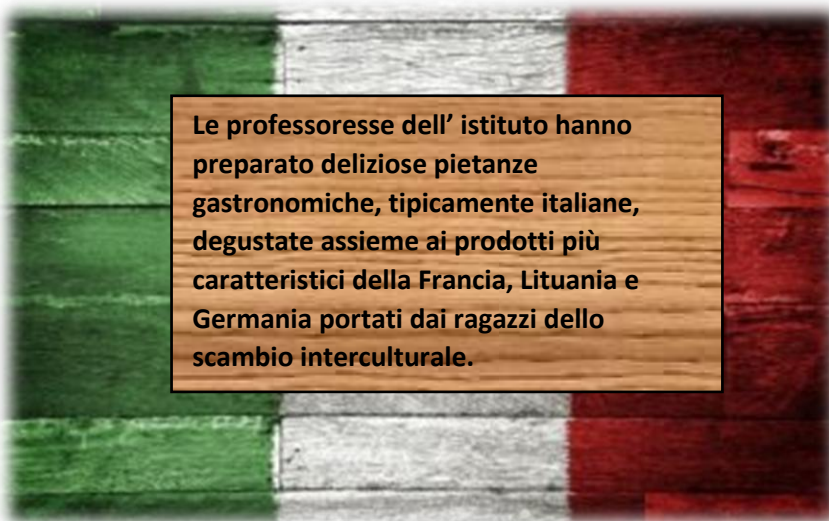 Le professoresse dell’ istituto hanno
preparato deliziose pietanze
gastronomiche, tipicamente italiane,
degustate assieme ai prodotti più
caratteristici della Francia, Lituania e
Germania portati dai ragazzi dello
scambio interculturale.